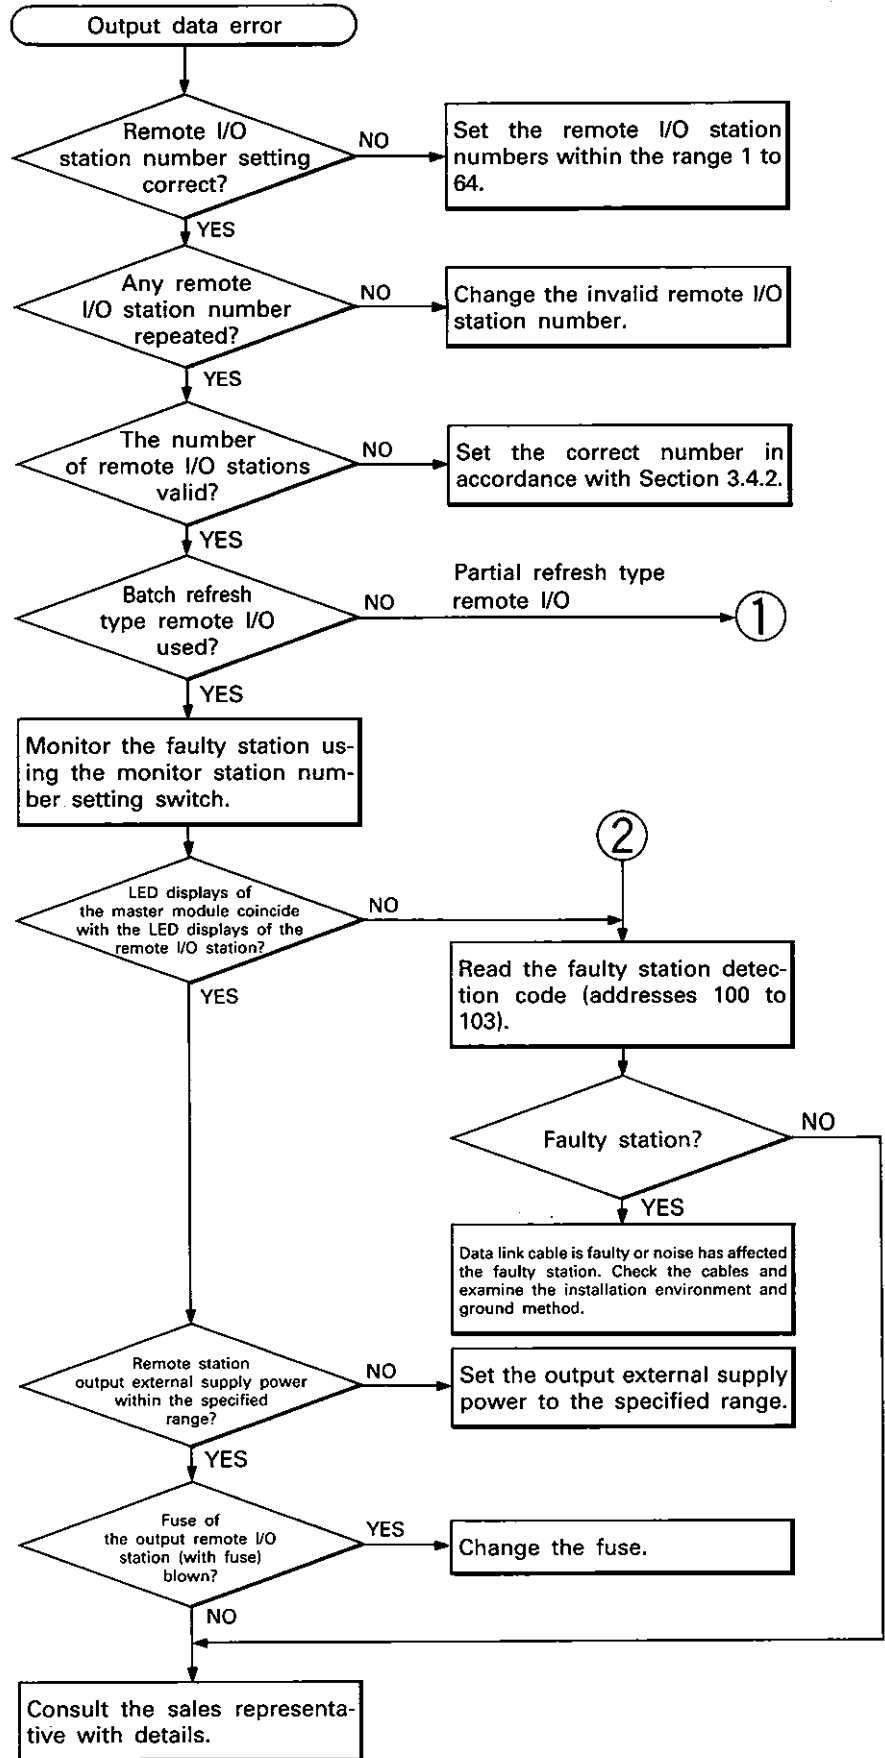 Output data error
Remote I/O
station number setting
correct?
NO
Set the remote I/O station
numbers within the range 1 to
64.
YES
Any remote
I/O station number
repeated?
NO
Change the invalid remote I/O
station number.
YES
The number
of remote I/O stations
valid?
NO
Set the correct number in
accordance with Section 3.4.2.
YES
Batch refresh
type remote I/O
used?
NO
Partial refresh type
remote I/O
1
YES
Monitor the faulty station us-
ing the monitor station num-
ber setting switch.
2
LED displays of
the master module coincide
with the LED displays of the
remote I/O station?
NO
YES
Read the faulty station detec-
tion code (addresses 100 to
103).
Faulty station?
NO
YES
Data link cable is faulty or noise has affected
the faulty station. Check the cables and
examine the installation environment and
ground method.
Remote station
output external supply power
within the specified
range?
NO
Set the output external supply
power to the specified range.
YES
Fuse of
the output remote I/O
station (with fuse)
blown?
YES
Change the fuse.
NO
Consult the sales representa-
tive with details.